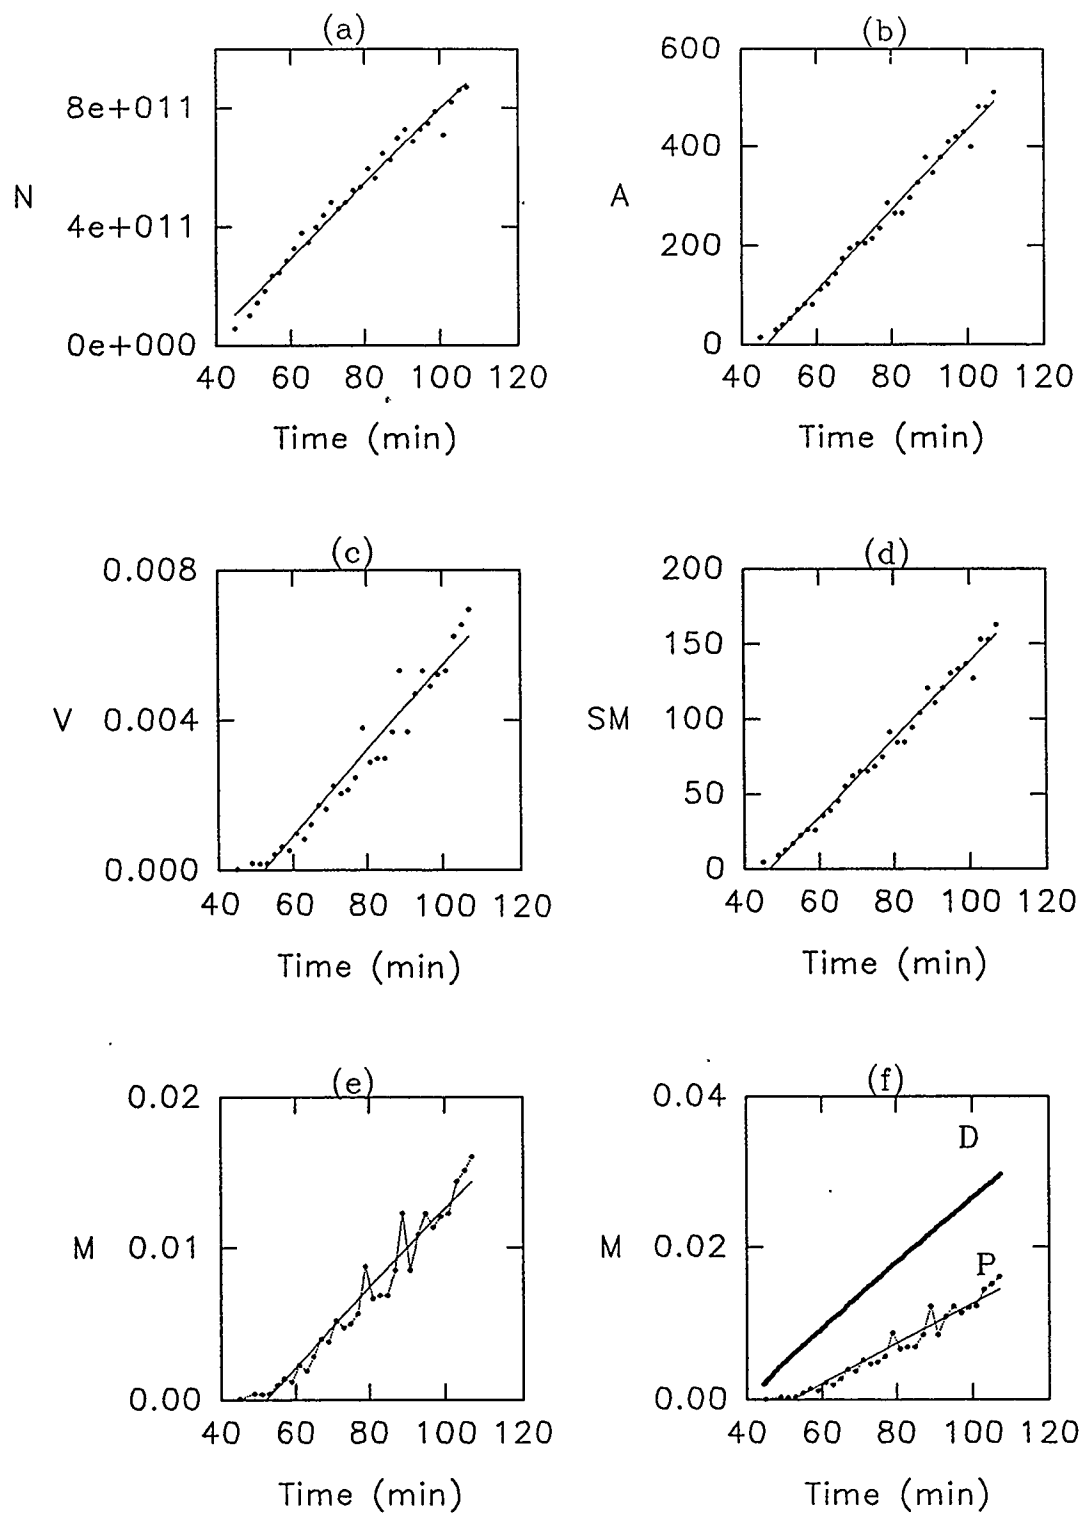 (a)
8e+011
4e+011
0e+000
N
40 60 80 100 120
Time (min)
(b)
600
400
200
0
A
40 60 80 100 120
Time (min)
(c)
0.008
0.004
0.000
V
40 60 80 100 120
Time (min)
(d)
200
150
100
50
0
SM
40 60 80 100 120
Time (min)
(e)
0.02
0.01
0.00
M
40 60 80 100 120
Time (min)
(f)
0.04
0.02
0.00
M
D
P
40 60 80 100 120
Time (min)